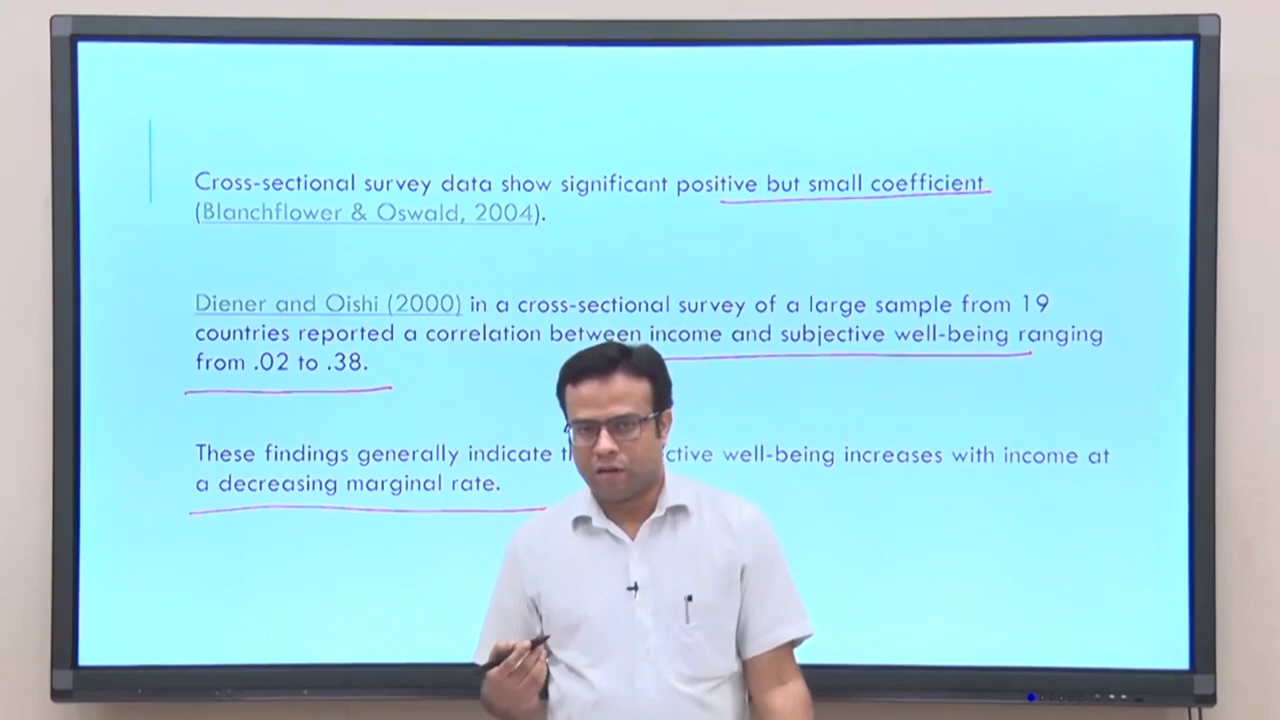 Cross-sectional survey data show significant positive but small coefficient
(Blanchflower & Oswald, 2004).
Diener and Oishi (2000) in a cross-sectional survey of a large sample from 19
countries reported a correlation between income and subjective well-being ranging
from .02 to .38.
These findings generally indicate well-being increases with income at
a decreasing marginal rate.